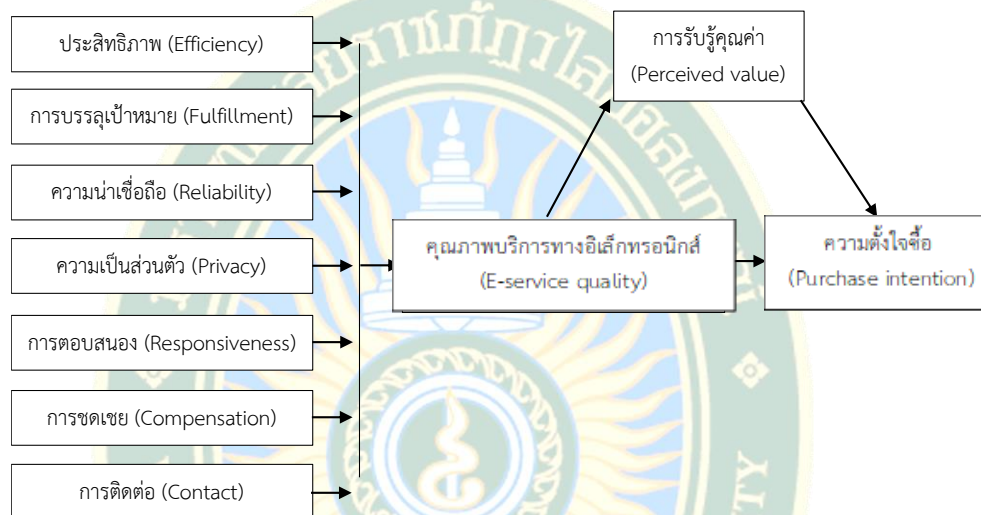 ประสิทธิภาพ (Efficiency)
การบรรลุเป้าหมาย (Fulfillment)
ความน่าเชื่อถือ (Reliability)
ความเป็นส่วนตัว (Privacy)
การตอบสนอง (Responsiveness)
การชดเชย (Compensation)
การติดต่อ (Contact)
คุณภาพบริการทางอิเล็กทรอนิกส์
(E-service quality)
การรับรู้คุณค่า
(Perceived value)
ความตั้งใจซื้อ
(Purchase intention)